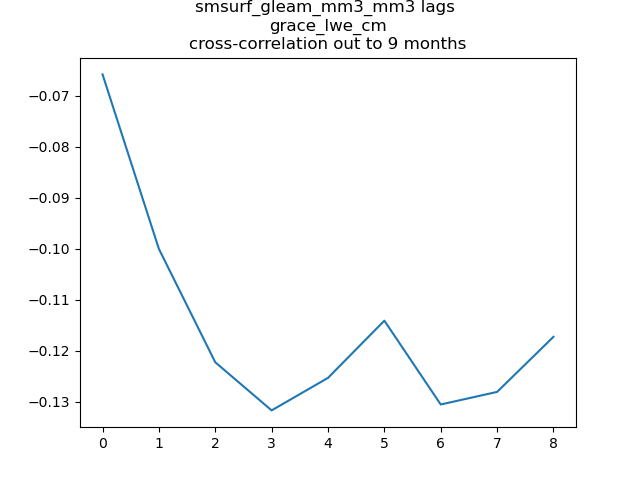 smsurf_gleam_mm3_mm3 lags
grace_lwe_cm
cross-correlation out to 9 months
−0.07
−0.08
−0.09
−0.10
−0.11
−0.12
−0.13
0 1 2 3 4 5 6 7 8